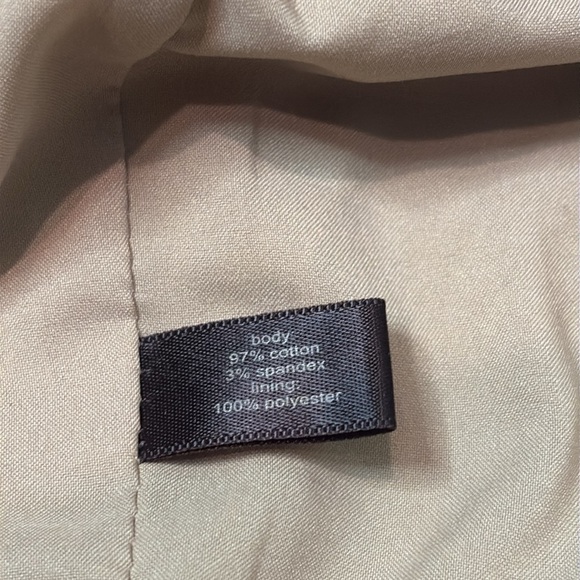 body
97% cotton
3% spandex
lining:
100% polyester